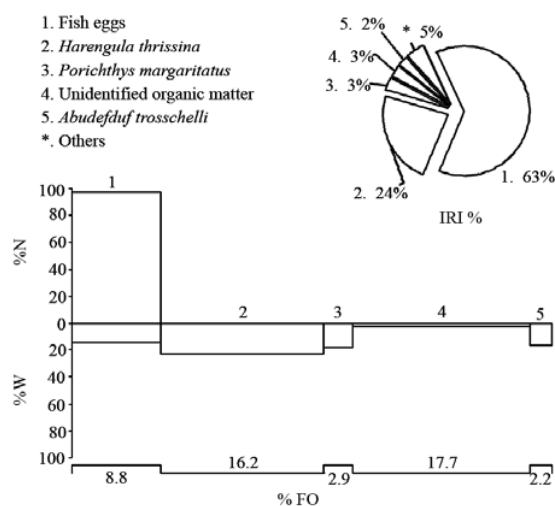 1. Fish eggs
2. Harengula thrissina
3. Porichthys margaritatus
4. Unidentified organic matter
5. Abudefduf trosschelli
*. Others
5. 2%
* 5%
4. 3%
3. 3%
2. 24%
1. 63%
IRI %
%N
100
80
60
40
20
0
1
2
3
4
5
%W
20
40
60
80
100
8.8
16.2
2.9
17.7
2.2
% FO